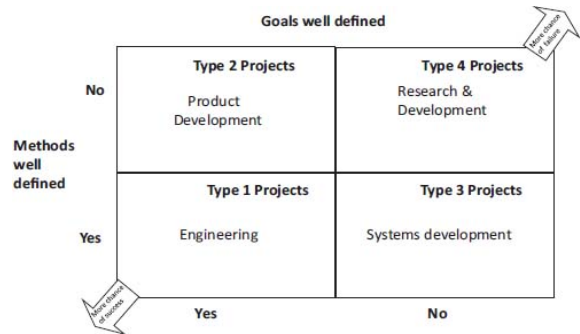 Goals well defined
More chance
of failure
Type 2 Projects
Type 4 Projects
No
Product
Development
Research &
Development
Methods
well
defined
Type 1 Projects
Type 3 Projects
Yes
Engineering
Systems development
More chance
of success
Yes
No